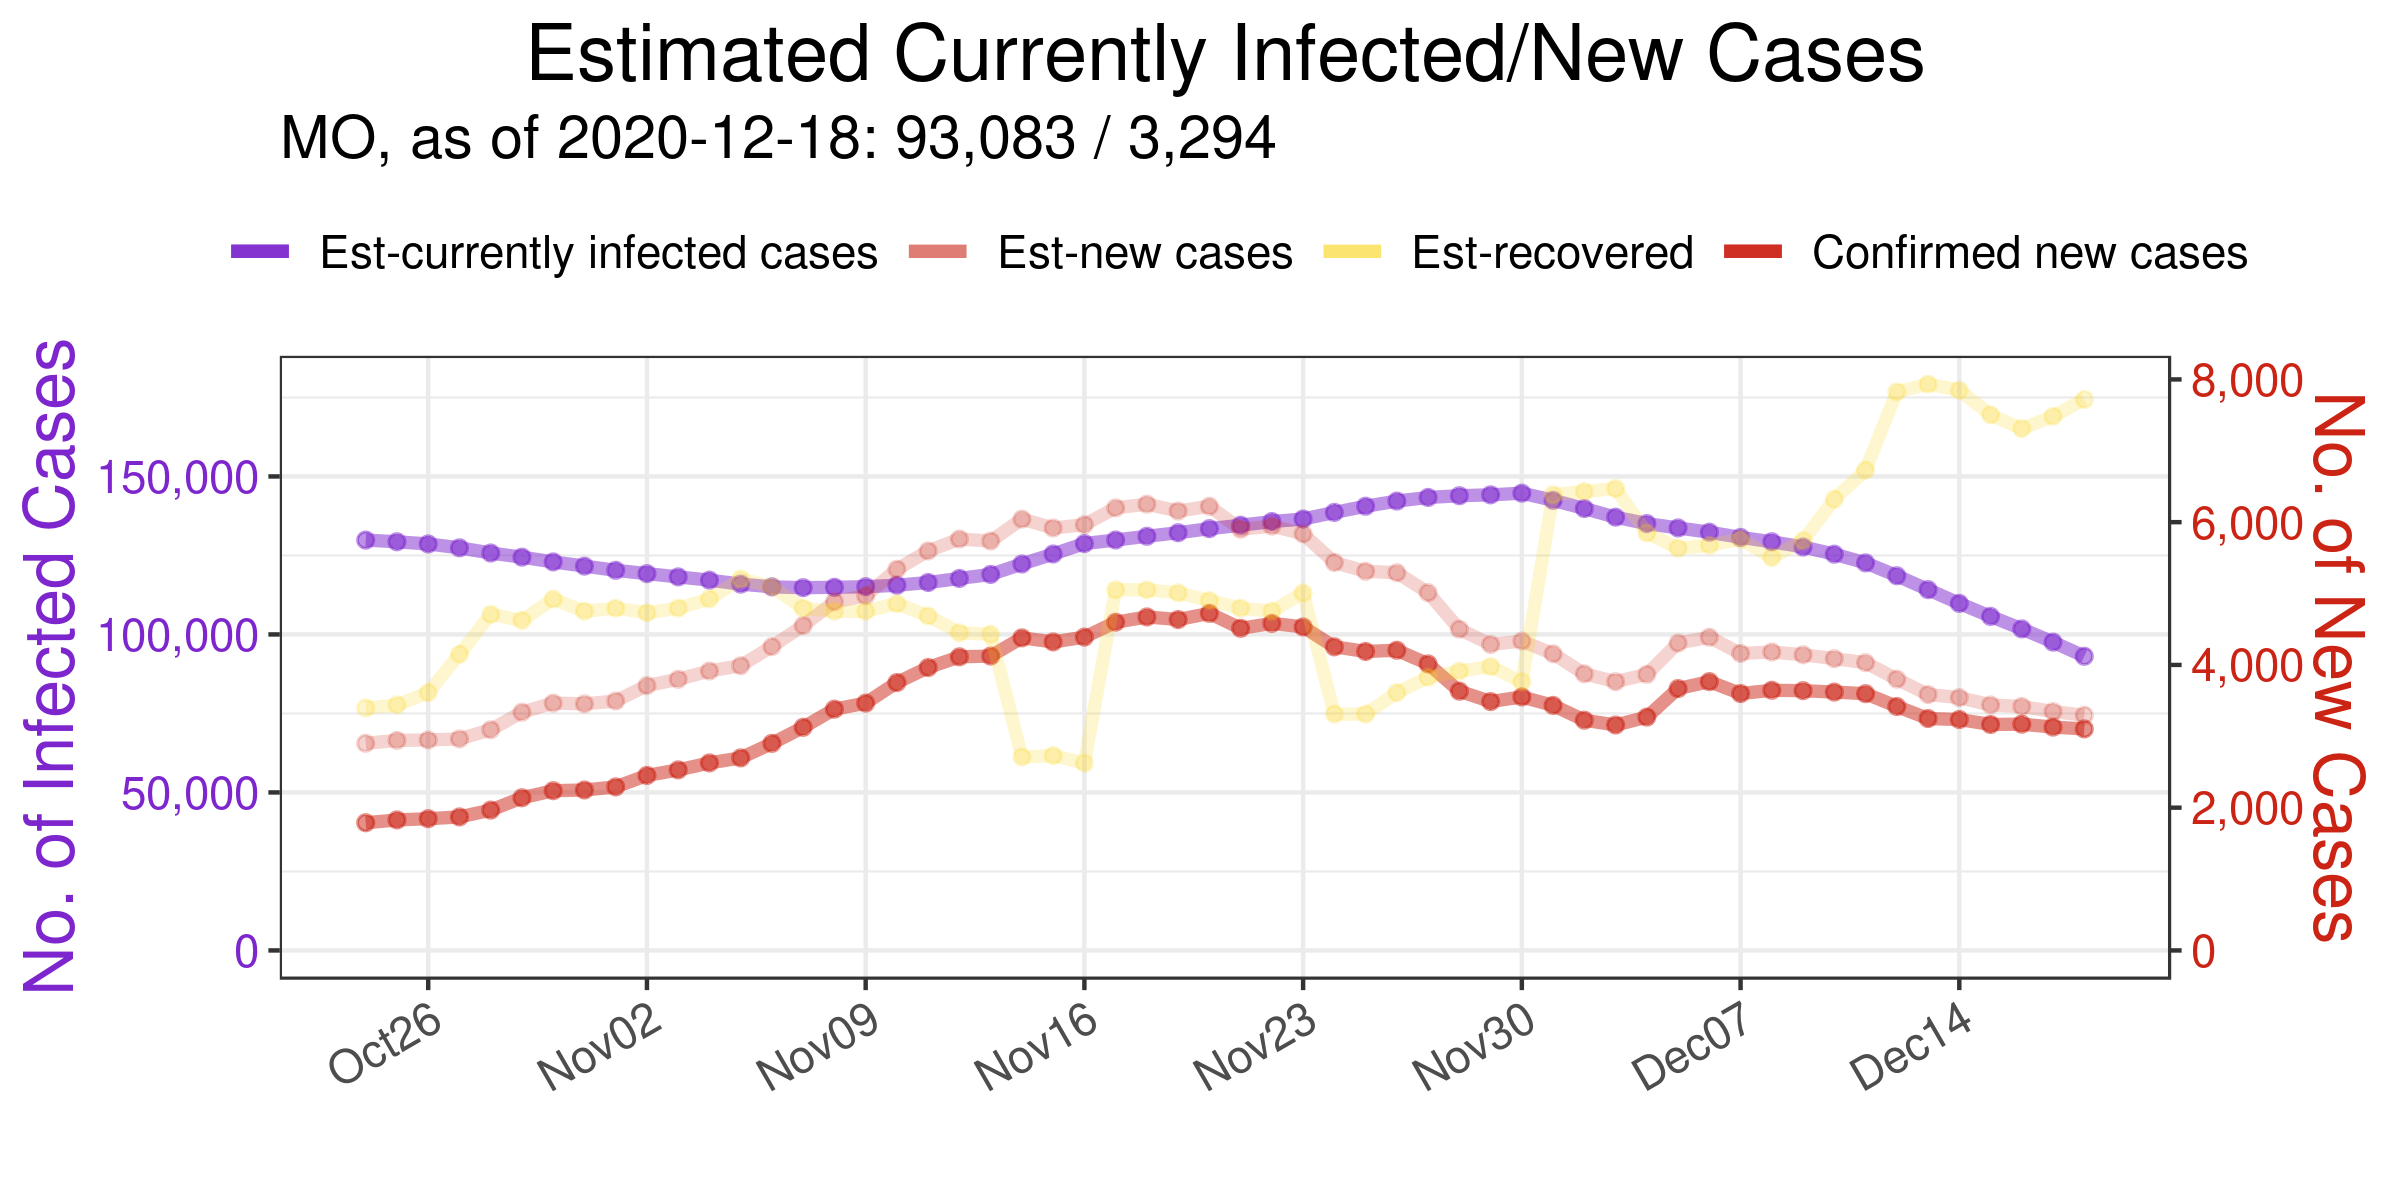 Estimated Currently Infected/New Cases
MO, as of 2020-12-18: 93,083 / 3,294
Est-currently infected cases Est-new cases Est-recovered Confirmed new cases
No. of Infected Cases
150,000
100,000
50,000
0
8,000
6,000
4,000
2,000
0
No. of New Cases
Oct26 Nov02 Nov09 Nov16 Nov23 Nov30 Dec07 Dec14